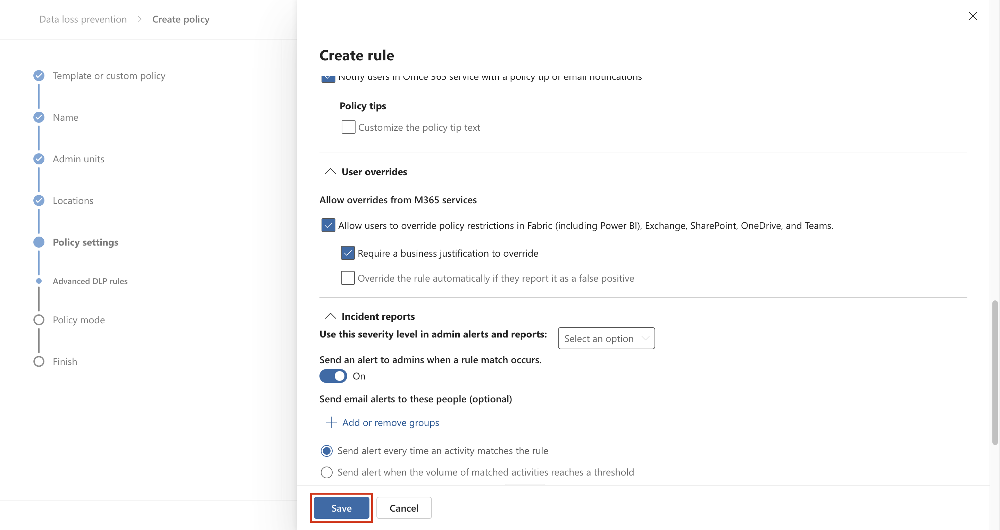 Data loss prevention > Create policy
Template or custom policy
Name
Admin units
Locations
Policy settings
Advanced DLP rules
Policy mode
Finish
Create rule
Notify users in Office 365 service with a policy tip or email notifications
Policy tips
Customize the policy tip text
User overrides
Allow overrides from M365 services
Allow users to override policy restrictions in Fabric (including Power BI), Exchange, SharePoint, OneDrive, and Teams.
Require a business justification to override
Override the rule automatically if they report it as a false positive
Incident reports
Use this severity level in admin alerts and reports: Select an option
Send an alert to admins when a rule match occurs.
On
Send email alerts to these people (optional)
Add or remove groups
Send alert every time an activity matches the rule
Send alert when the volume of matched activities reaches a threshold
Save Cancel